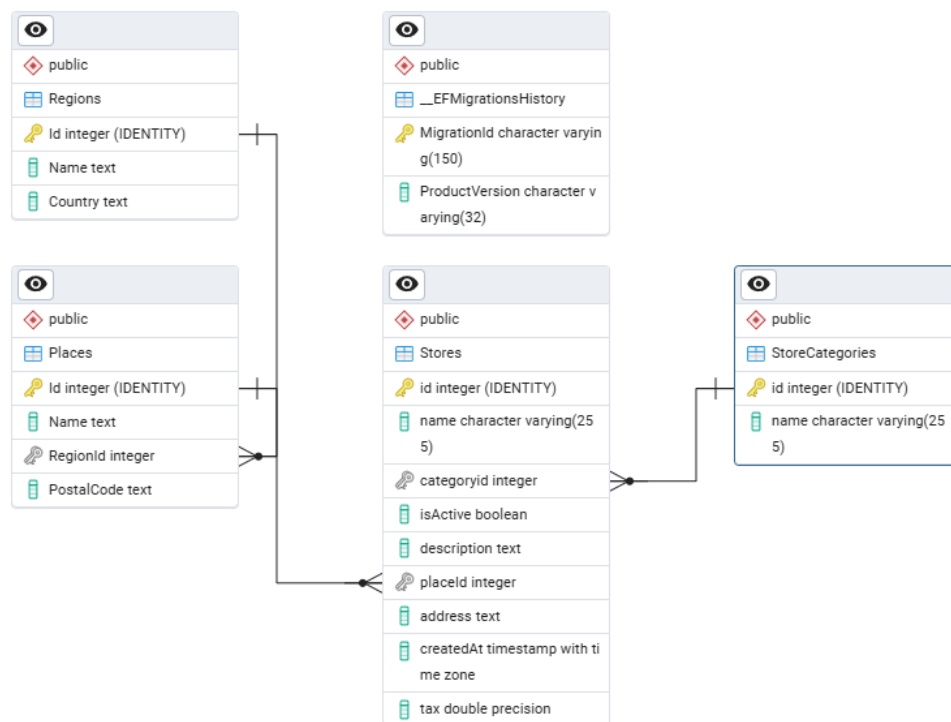 public
Regions
Id integer (IDENTITY)
Name text
Country text
public
__EFMigrationsHistory
MigrationId character varyin
g(150)
ProductVersion character v
arying(32)
public
Places
Id integer (IDENTITY)
Name text
RegionId integer
PostalCode text
public
Stores
id integer (IDENTITY)
name character varying(25
5)
categoryid integer
isActive boolean
description text
placeId integer
address text
createdAt timestamp with ti
me zone
tax double precision
public
StoreCategories
id integer (IDENTITY)
name character varying(25
5)